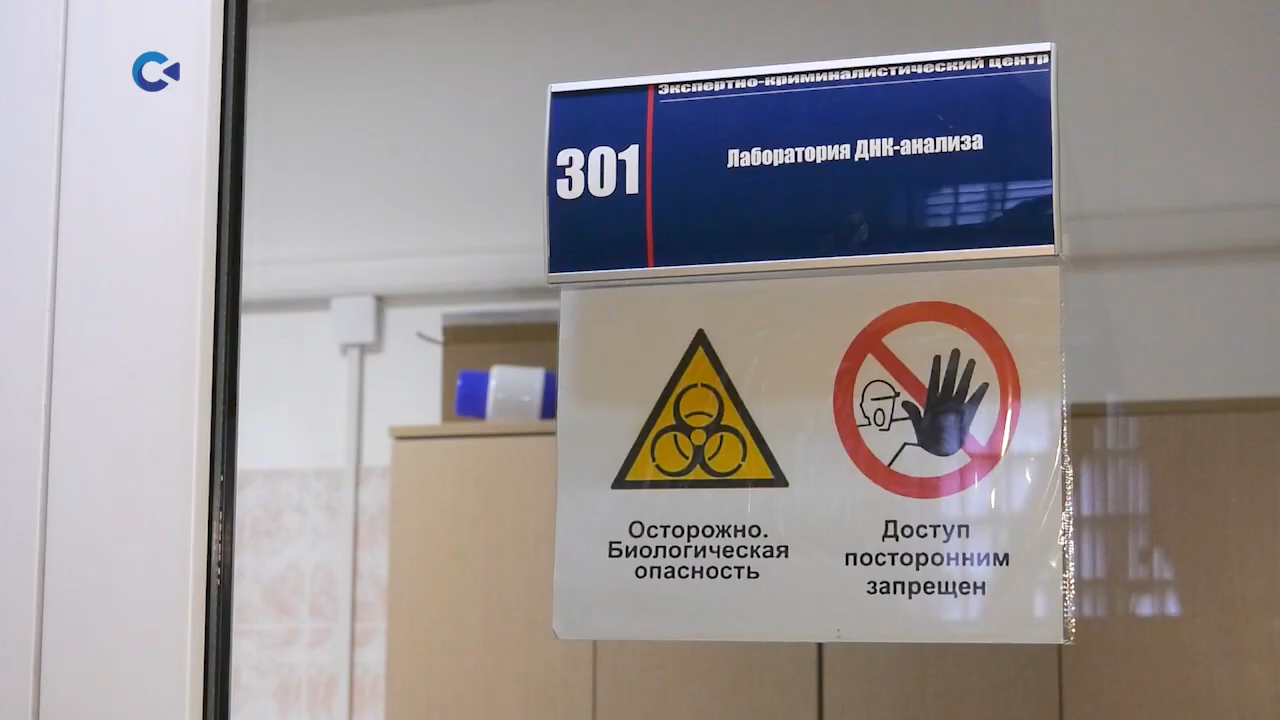 Экспертно-криминалистический центр
301
Лаборатория ДНК-анализа
Осторожно.
Биологическая
опасность
Доступ
посторонним
запрещен